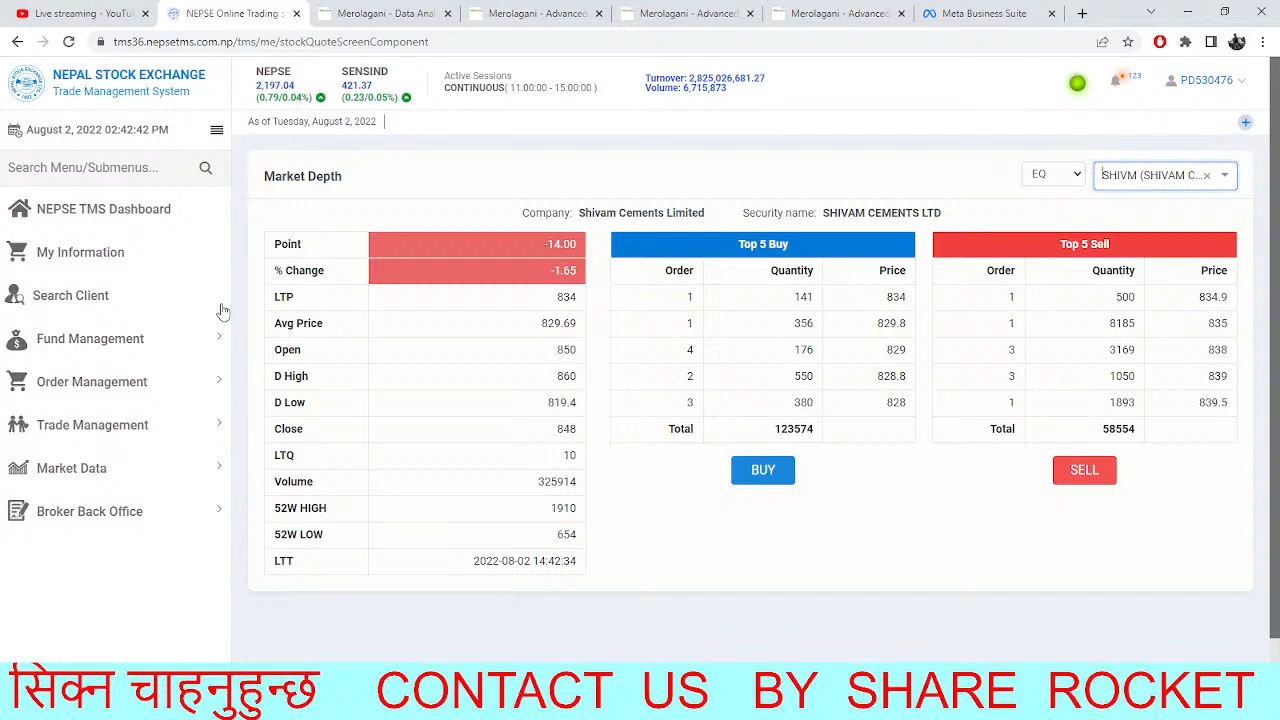 Live streaming - YouTu
NEPSE Online Trading s
Merolagani - Data Anal
Merolagani - Advanced
Merolagani - Advanced
Merolagani - Advanced
Meta Business Suite
tms36.nepsetms.com.np/tms/me/stockQuoteScreenComponent
NEPAL STOCK EXCHANGE
Trade Management System
NEPSE
2,197.04
(0.79/0.04%)
SENSIND
421.37
(0.23/0.05%)
Active Sessions
CONTINUOUS( 11:00:00 - 15:00:00 )
Turnover: 2,825,026,681.27
Volume: 6,715,873
123
PD530476
August 2, 2022 02:42:42 PM
As of Tuesday, August 2, 2022
Search Menu/Submenus...
NEPSE TMS Dashboard
My Information
Search Client
Fund Management
Order Management
Trade Management
Market Data
Broker Back Office
Market Depth
EQ
SHIVM (SHIVAM C...
Company: Shivam Cements Limited Security name: SHIVAM CEMENTS LTD
Point -14.00
% Change -1.65
LTP 834
Avg Price 829.69
Open 850
D High 860
D Low 819.4
Close 848
LTQ 10
Volume 325914
52W HIGH 1910
52W LOW 654
LTT 2022-08-02 14:42:34
Top 5 Buy
Order Quantity Price
1 141 834
1 356 829.8
4 176 829
2 550 828.8
3 380 828
Total 123574
BUY
Top 5 Sell
Order Quantity Price
1 500 834.9
1 8185 835
3 3169 838
3 1050 839
1 1893 839.5
Total 58554
SELL
सिक्न चाहनुहुन्छ CONTACT US BY SHARE ROCKET